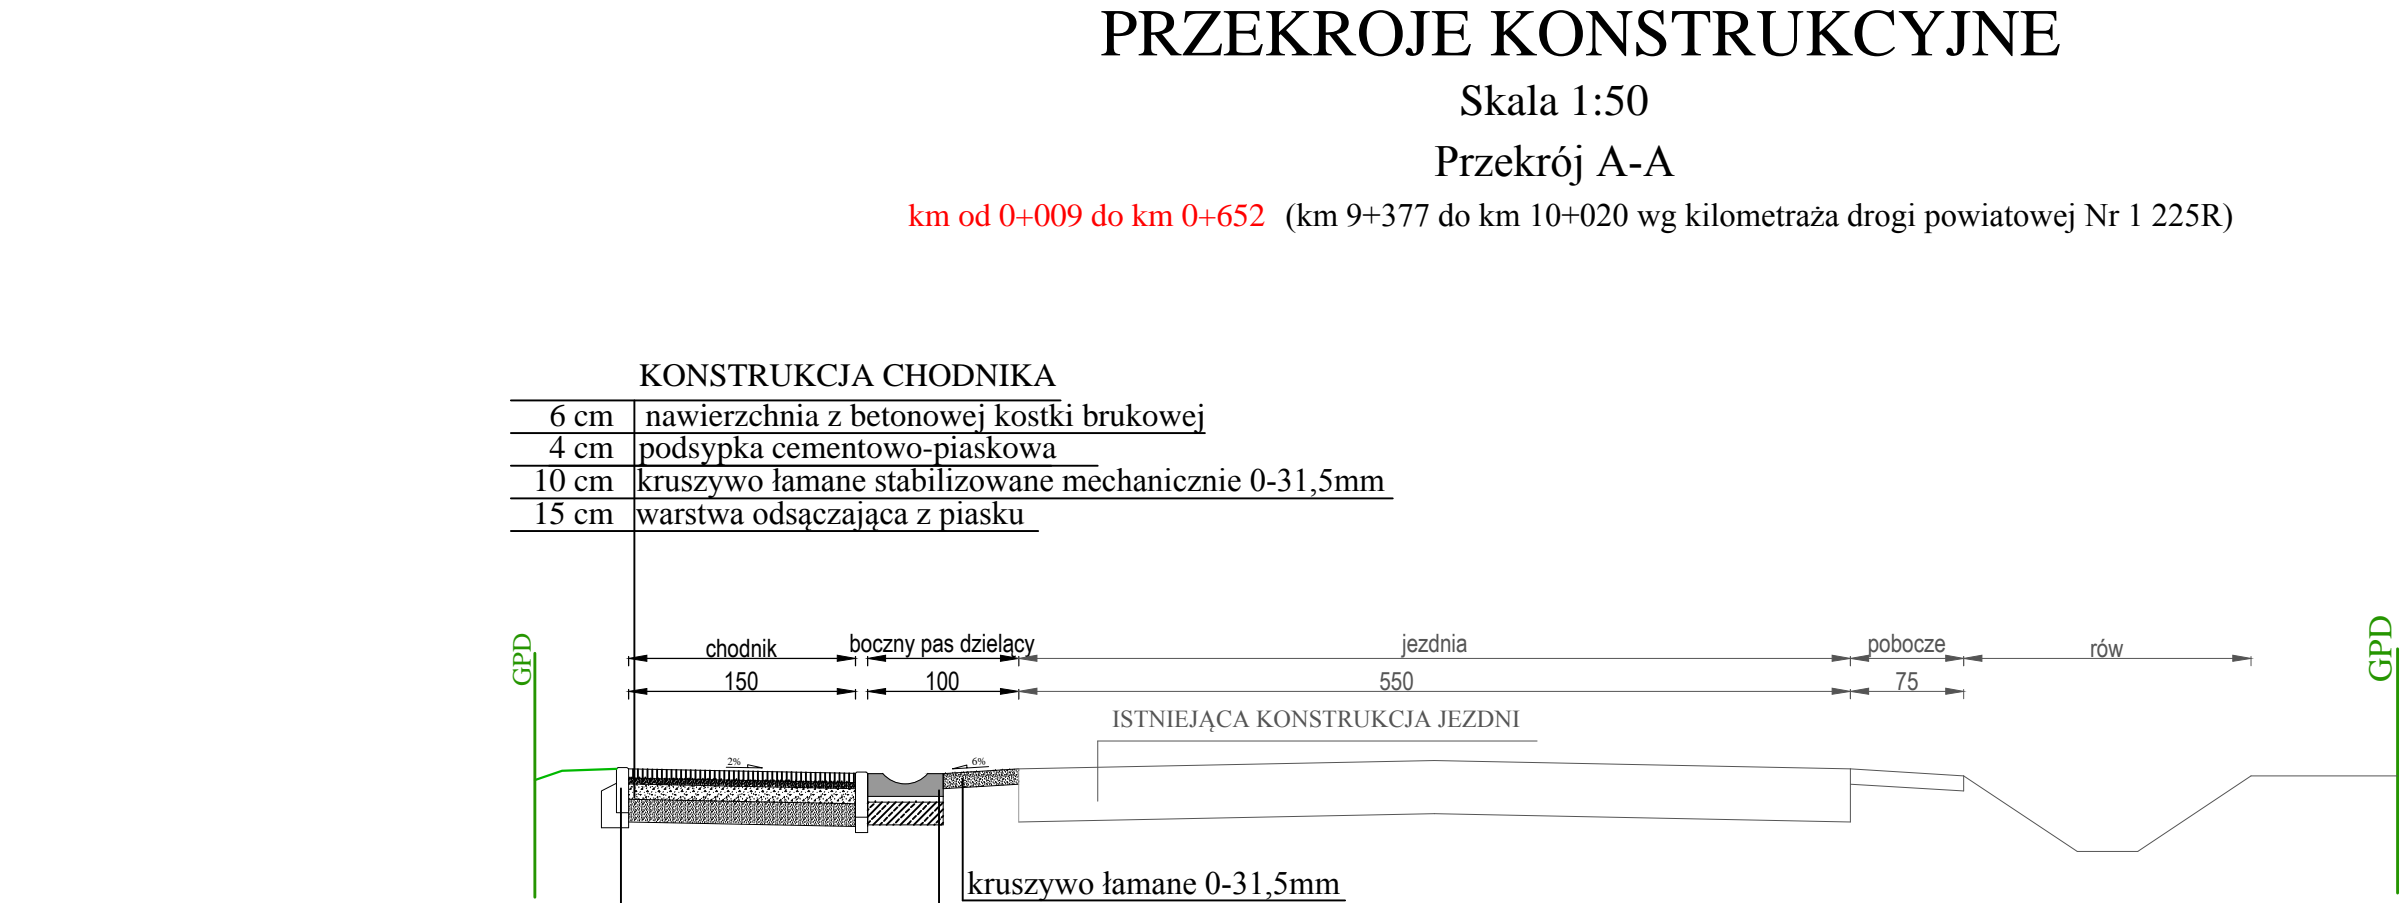 PRZEKROJE KONSTRUKCYJNE
Skala 1:50
Przekrój A-A
km od 0+009 do km 0+652 (km 9+377 do km 10+020 wg kilometraża drogi powiatowej Nr 1 225R)
KONSTRUKCJA CHODNIKA
6 cm nawierzchnia z betonowej kostki brukowej
4 cm podsypka cementowo-piaskowa
10 cm kruszywo łamane stabilizowane mechanicznie 0-31,5mm
15 cm warstwa odsączająca z piasku
GPD chodnik boczny pas dzielący jezdnia pobocze rów GPD
150 100 550 75
ISTNIEJĄCA KONSTRUKCJA JEZDNI
2% 6%
kruszywo łamane 0-31,5mm